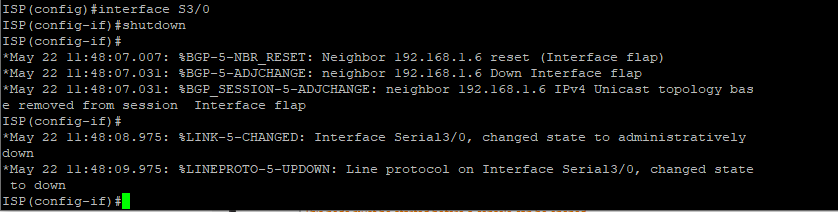 ISP(config)#interface S3/0
ISP(config-if)#shutdown
ISP(config-if)#
*May 22 11:48:07.007: %BGP-5-NBR_RESET: Neighbor 192.168.1.6 reset (Interface flap)
*May 22 11:48:07.031: %BGP-5-ADJCHANGE: neighbor 192.168.1.6 Down Interface flap
*May 22 11:48:07.031: %BGP_SESSION-5-ADJCHANGE: neighbor 192.168.1.6 IPv4 Unicast topology bas
e removed from session  Interface flap
ISP(config-if)#
*May 22 11:48:08.975: %LINK-5-CHANGED: Interface Serial3/0, changed state to administratively
down
*May 22 11:48:09.975: %LINEPROTO-5-UPDOWN: Line protocol on Interface Serial3/0, changed state
 to down
ISP(config-if)#